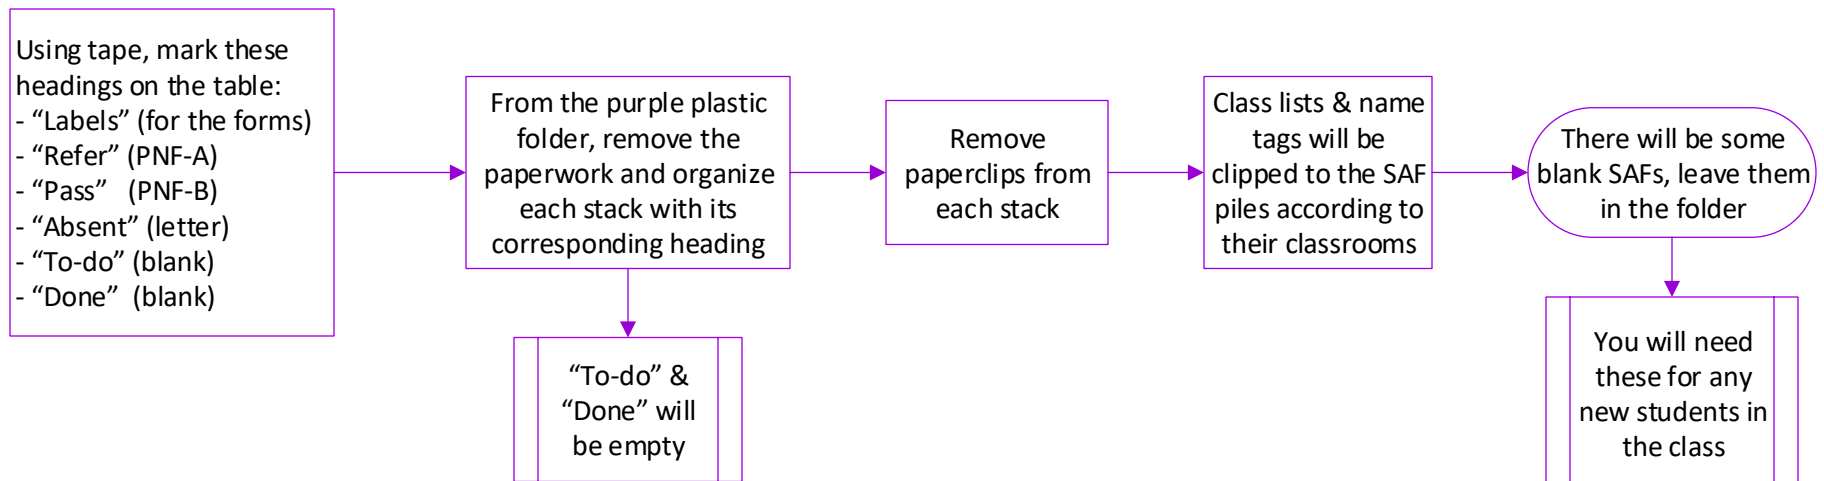 Using tape, mark these
headings on the table:
- “Labels” (for the forms)
- “Refer” (PNF-A)
- “Pass”  (PNF-B)
- “Absent” (letter)
- “To-do” (blank)
- “Done”  (blank)
From the purple plastic
folder, remove the
paperwork and organize
each stack with its
corresponding heading
“To-do” &
“Done” will
be empty
Remove
paperclips from
each stack
Class lists & name
tags will be
clipped to the SAF
piles according to
their classrooms
There will be some
blank SAFs, leave them
in the folder
You will need
these for any
new students in
the class